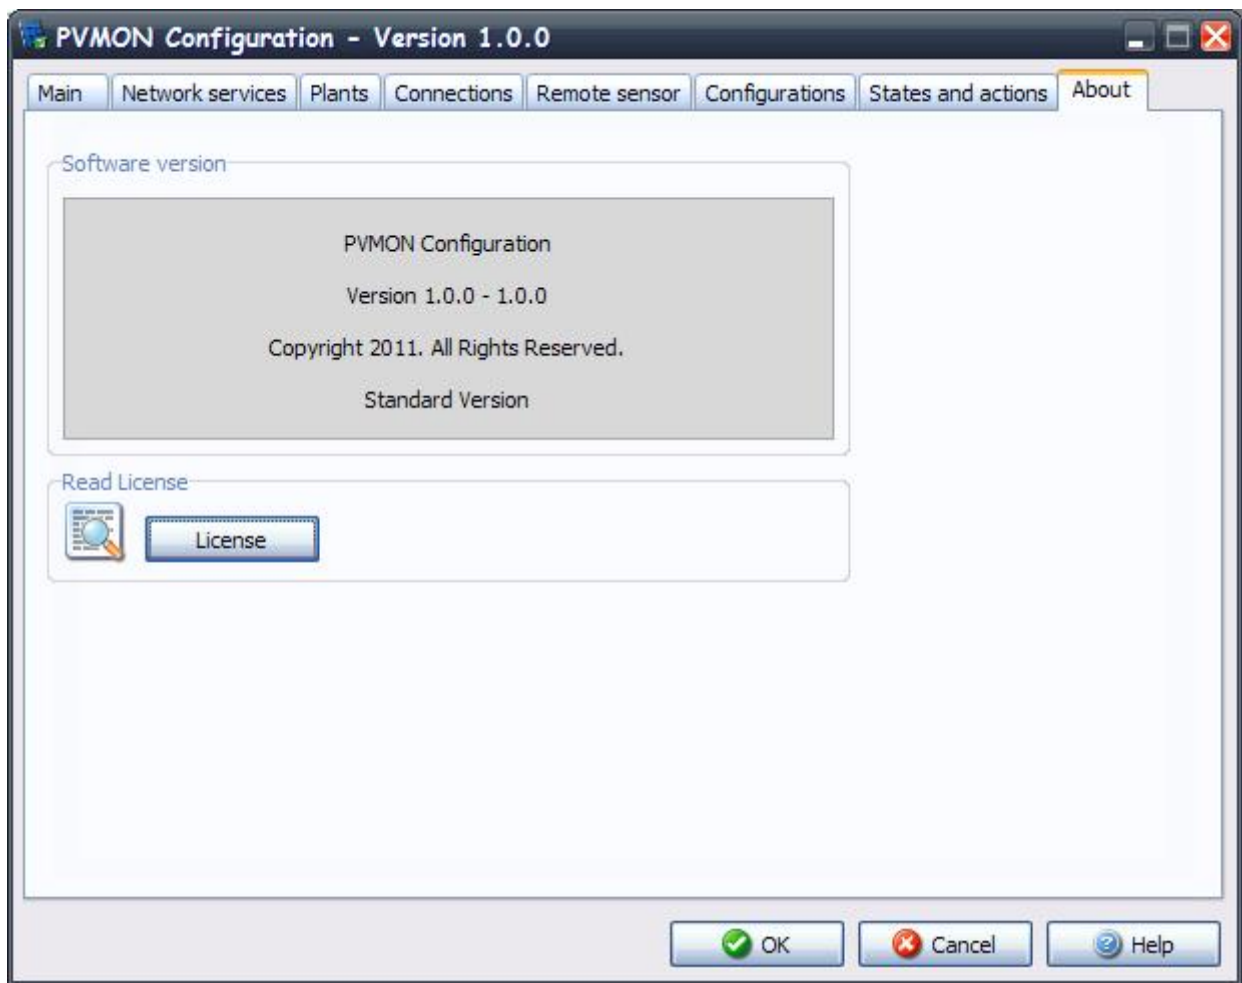 PVMON Configuration - Version 1.0.0
Main Network services Plants Connections Remote sensor Configurations States and actions About
Software version
PVMON Configuration
Version 1.0.0 - 1.0.0
Copyright 2011. All Rights Reserved.
Standard Version
Read License
License
OK Cancel Help